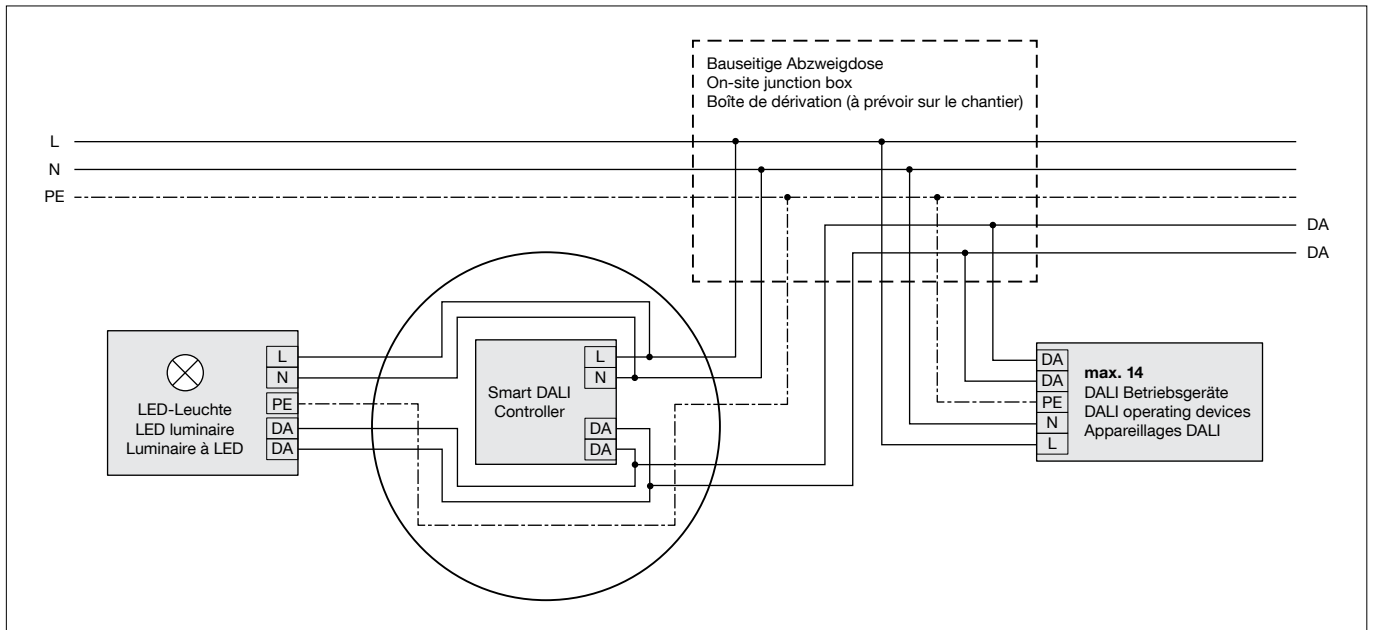 Bauseitige Abzweigdose
On-site junction box
Boîte de dérivation (à prévoir sur le chantier)
L
N
PE
DA
DA
L
N
PE
DA
DA
LED-Leuchte
LED luminaire
Luminaire à LED
Smart DALI
Controller
L
N
DA
DA
DA
DA
PE
N
L
max. 14
DALI Betriebsgeräte
DALI operating devices
Appareillages DALI